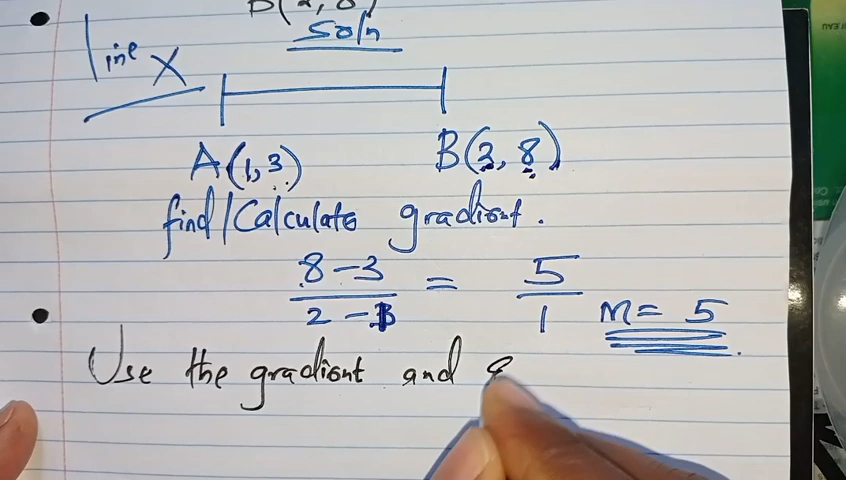 Soln
line X
A(1,3) B(2, 8)
find/Calculate gradient.
8-3 = 5
2-1 1 M= 5
Use the gradient and